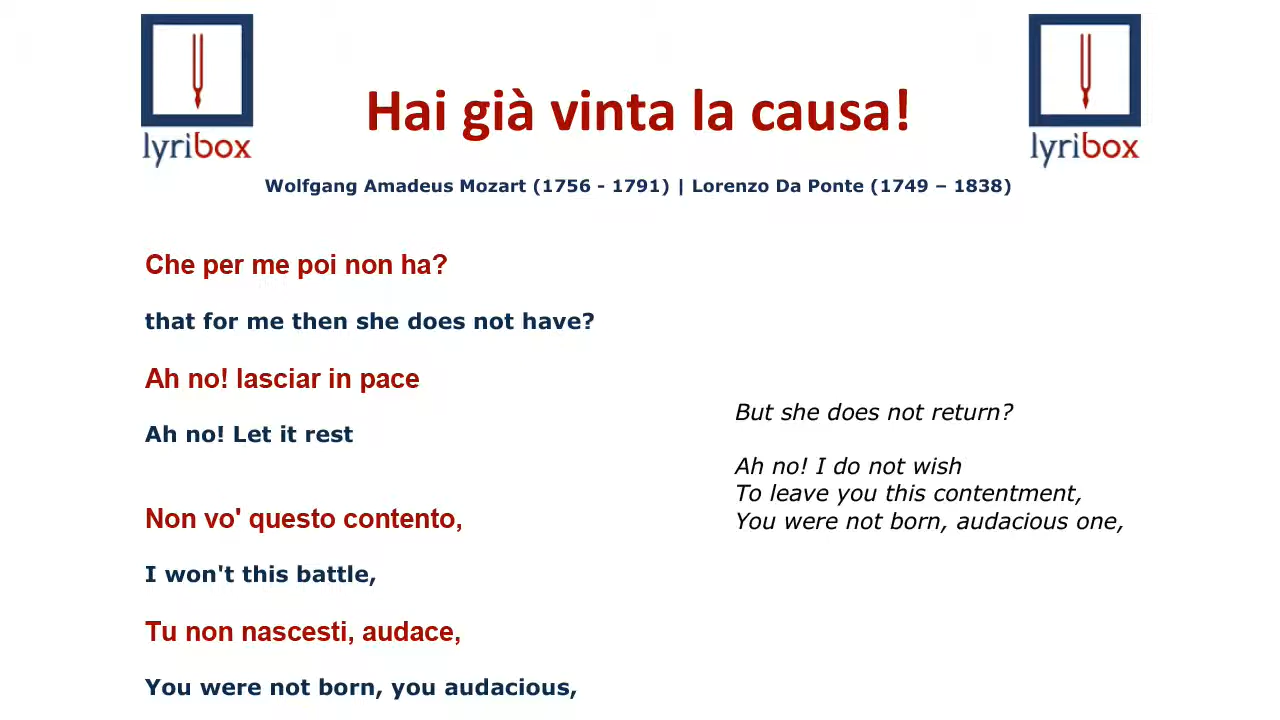 Hai già vinta la causa!
lyribox
lyribox
Wolfgang Amadeus Mozart (1756 - 1791) | Lorenzo Da Ponte (1749 – 1838)
Che per me poi non ha?
that for me then she does not have?
Ah no! lasciar in pace
Ah no! Let it rest
Non vo' questo contento,
I won't this battle,
Tu non nascesti, audace,
You were not born, you audacious,
But she does not return?
Ah no! I do not wish
To leave you this contentment,
You were not born, audacious one,